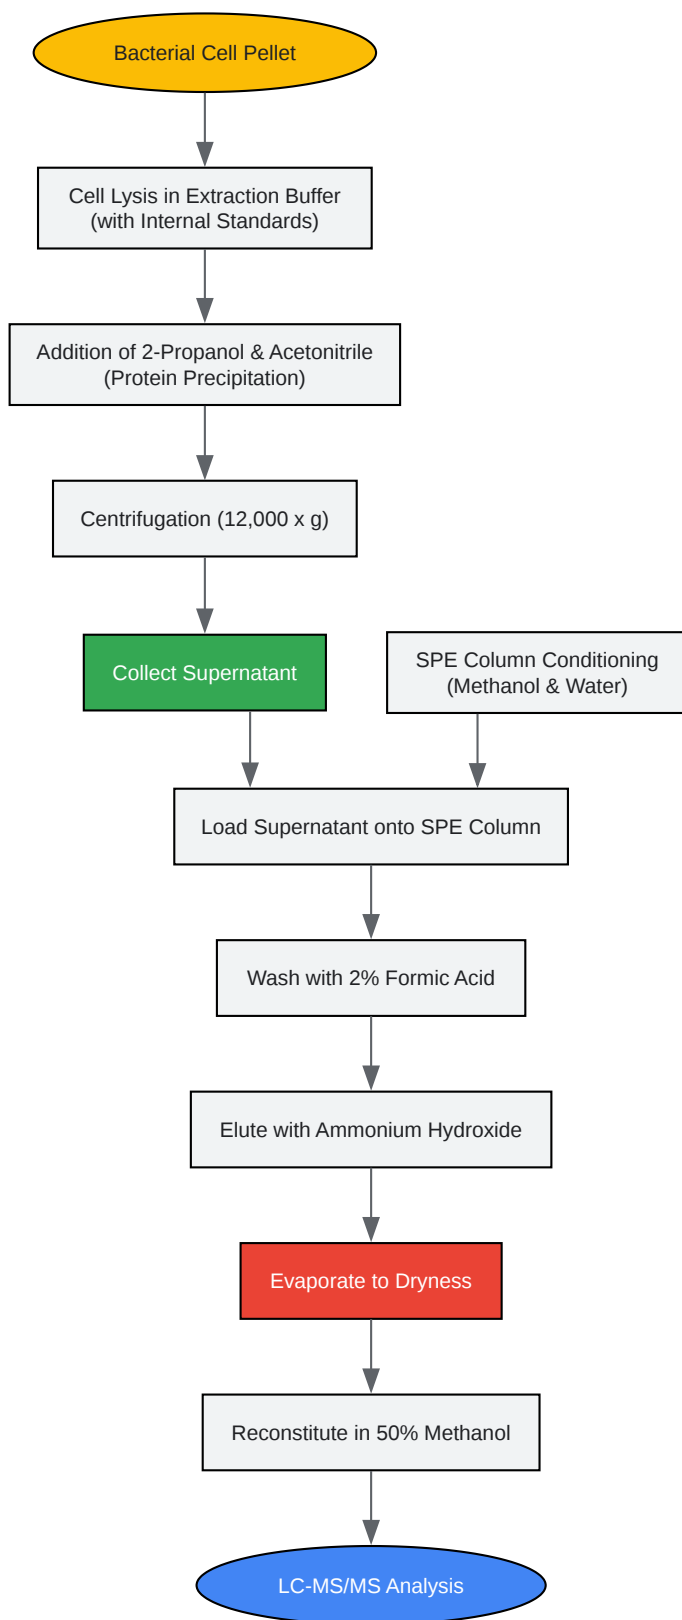 Bacterial Cell Pellet
Cell Lysis in Extraction Buffer
(with Internal Standards)
Addition of 2-Propanol & Acetonitrile
(Protein Precipitation)
Centrifugation (12,000 x g)
Collect Supernatant
SPE Column Conditioning
(Methanol & Water)
Load Supernatant onto SPE Column
Wash with 2% Formic Acid
Elute with Ammonium Hydroxide
Evaporate to Dryness
Reconstitute in 50% Methanol
LC-MS/MS Analysis